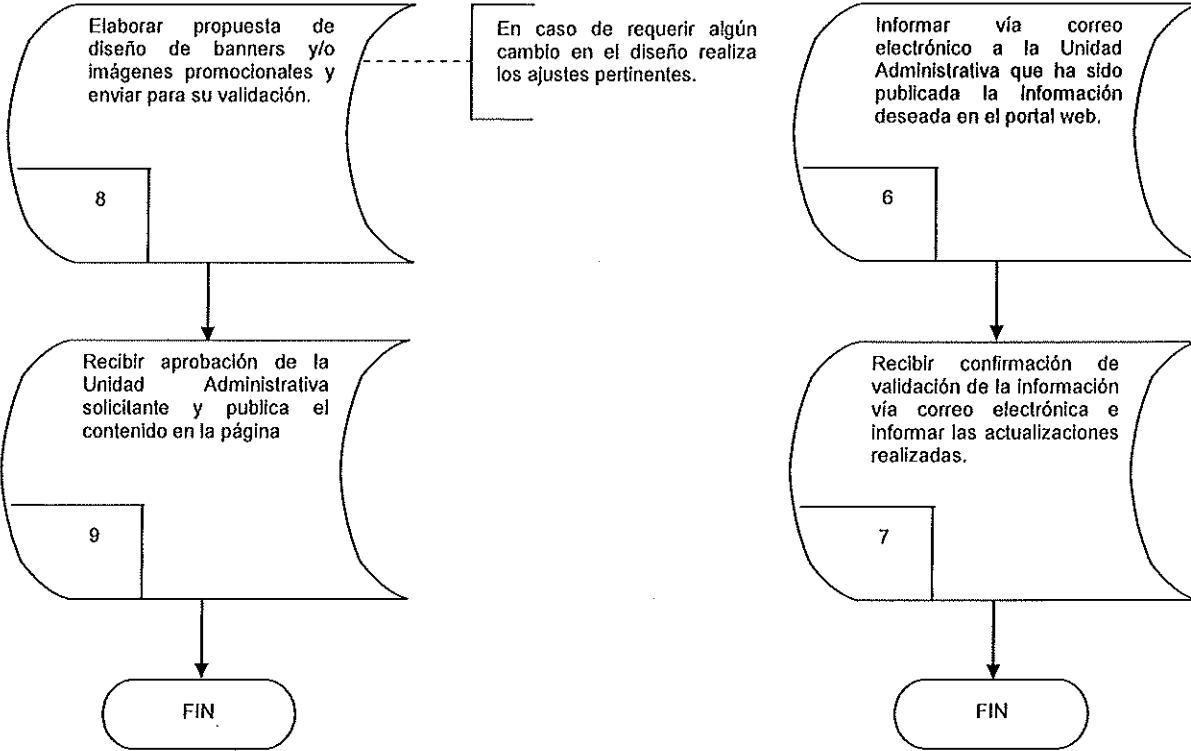 Elaborar propuesta de
diseño de banners y/o
imágenes promocionales y
enviar para su validación.
8
En caso de requerir algún
cambio en el diseño realiza
los ajustes pertinentes.
Recibir aprobación de la
Unidad Administrativa
solicitante y publica el
contenido en la página
9
FIN
Informar vía correo
electrónico a la Unidad
Administrativa que ha sido
publicada la información
deseada en el portal web.
6
Recibir confirmación de
validación de la información
vía correo electrónica e
informar las actualizaciones
realizadas.
7
FIN